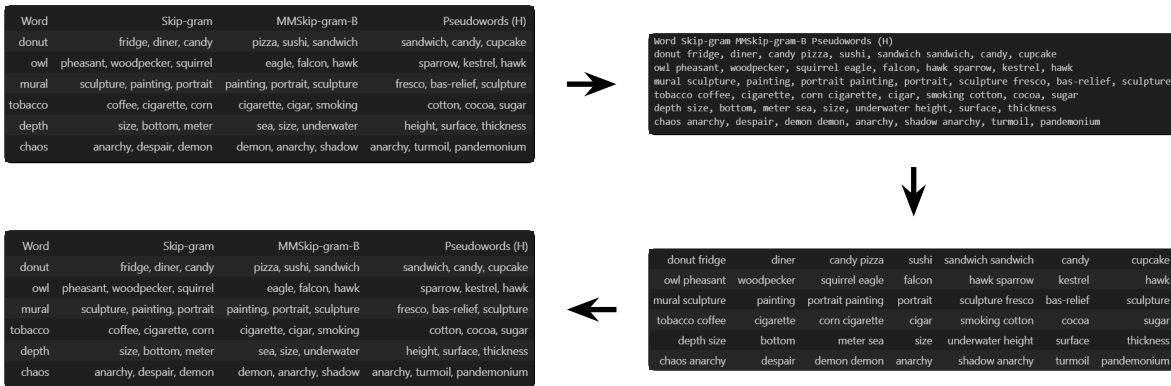 Word Skip-gram MMSkip-gram-B Pseudowords (H)
donut fridge, diner, candy pizza, sushi, sandwich sandwich, candy, cupcake
owl pheasant, woodpecker, squirrel eagle, falcon, hawk sparrow, kestrel, hawk
mural sculpture, painting, portrait painting, portrait, sculpture fresco, bas-relief, sculpture
tobacco coffee, cigarette, corn cigarette, cigar, smoking cotton, cocoa, sugar
depth size, bottom, meter sea, size, underwater height, surface, thickness
chaos anarchy, despair, demon demon, anarchy, shadow anarchy, turmoil, pandemonium
Word Skip-gram MMSkip-gram-B Pseudowords (H)
donut fridge, diner, candy pizza, sushi, sandwich sandwich, candy, cupcake
owl pheasant, woodpecker, squirrel eagle, falcon, hawk sparrow, kestrel, hawk
mural sculpture, painting, portrait painting, portrait, sculpture fresco, bas-relief, sculpture
tobacco coffee, cigarette, corn cigarette, cigar, smoking cotton, cocoa, sugar
depth size, bottom, meter sea, size, underwater height, surface, thickness
chaos anarchy, despair, demon demon, anarchy, shadow anarchy, turmoil, pandemonium
donut fridge diner candy pizza sushi sandwich sandwich candy cupcake
owl pheasant woodpecker squirrel eagle falcon hawk sparrow kestrel hawk
mural sculpture painting portrait painting portrait sculpture fresco bas-relief sculpture
tobacco coffee cigarette corn cigarette cigar smoking cotton cocoa sugar
depth size bottom meter sea size underwater height surface thickness
chaos anarchy despair demon demon anarchy shadow anarchy turmoil pandemonium
Word Skip-gram MMSkip-gram-B Pseudowords (H)
donut fridge, diner, candy pizza, sushi, sandwich sandwich, candy, cupcake
owl pheasant, woodpecker, squirrel eagle, falcon, hawk sparrow, kestrel, hawk
mural sculpture, painting, portrait painting, portrait, sculpture fresco, bas-relief, sculpture
tobacco coffee, cigarette, corn cigarette, cigar, smoking cotton, cocoa, sugar
depth size, bottom, meter sea, size, underwater height, surface, thickness
chaos anarchy, despair, demon demon, anarchy, shadow anarchy, turmoil, pandemonium